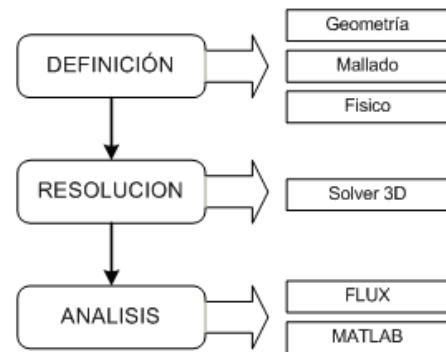 DEFINICIÓN
Geometría
Mallado
Fisico
RESOLUCION
Solver 3D
ANALISIS
FLUX
MATLAB